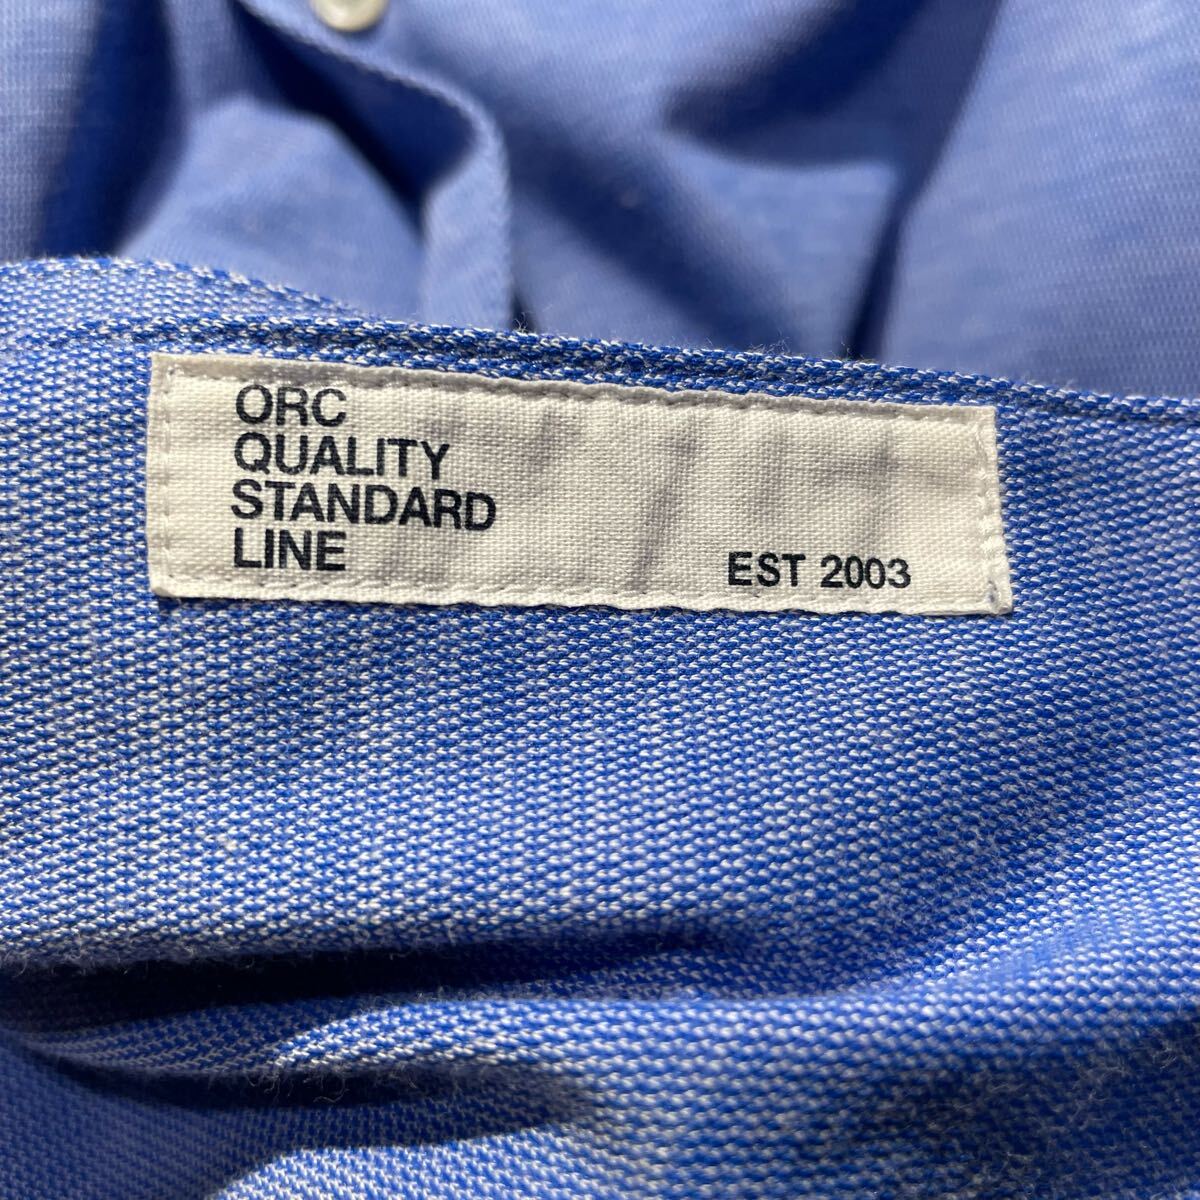 ORC
QUALITY
STANDARD
LINE
EST 2003